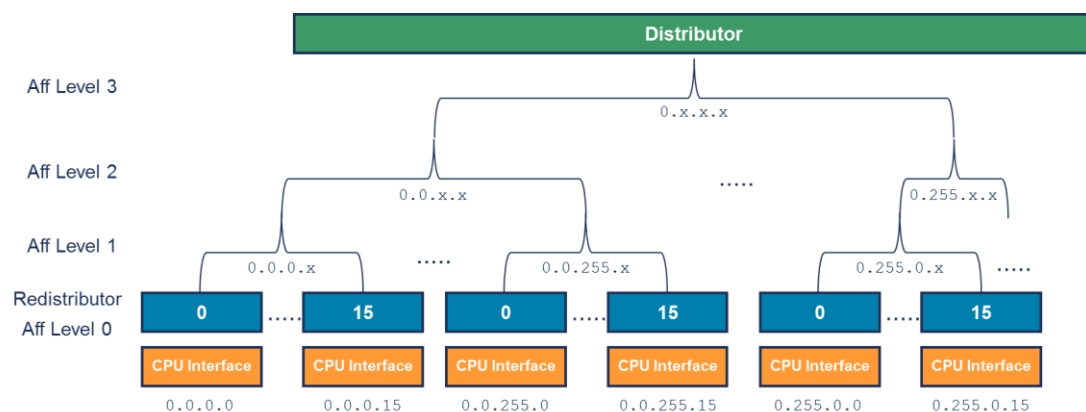 Distributor
Aff Level 3
0.x.x.x
Aff Level 2
0.0.x.x
.....
0.255.x.x
Aff Level 1
0.0.0.x
.....
0.0.255.x
0.255.0.x
.....
Redistributor
Aff Level 0
0 ..... 15 0 ..... 15 0 ..... 15
CPU Interface CPU Interface CPU Interface CPU Interface CPU Interface CPU Interface
0.0.0.0 0.0.0.15 0.0.255.0 0.0.255.15 0.255.0.0 0.255.0.15